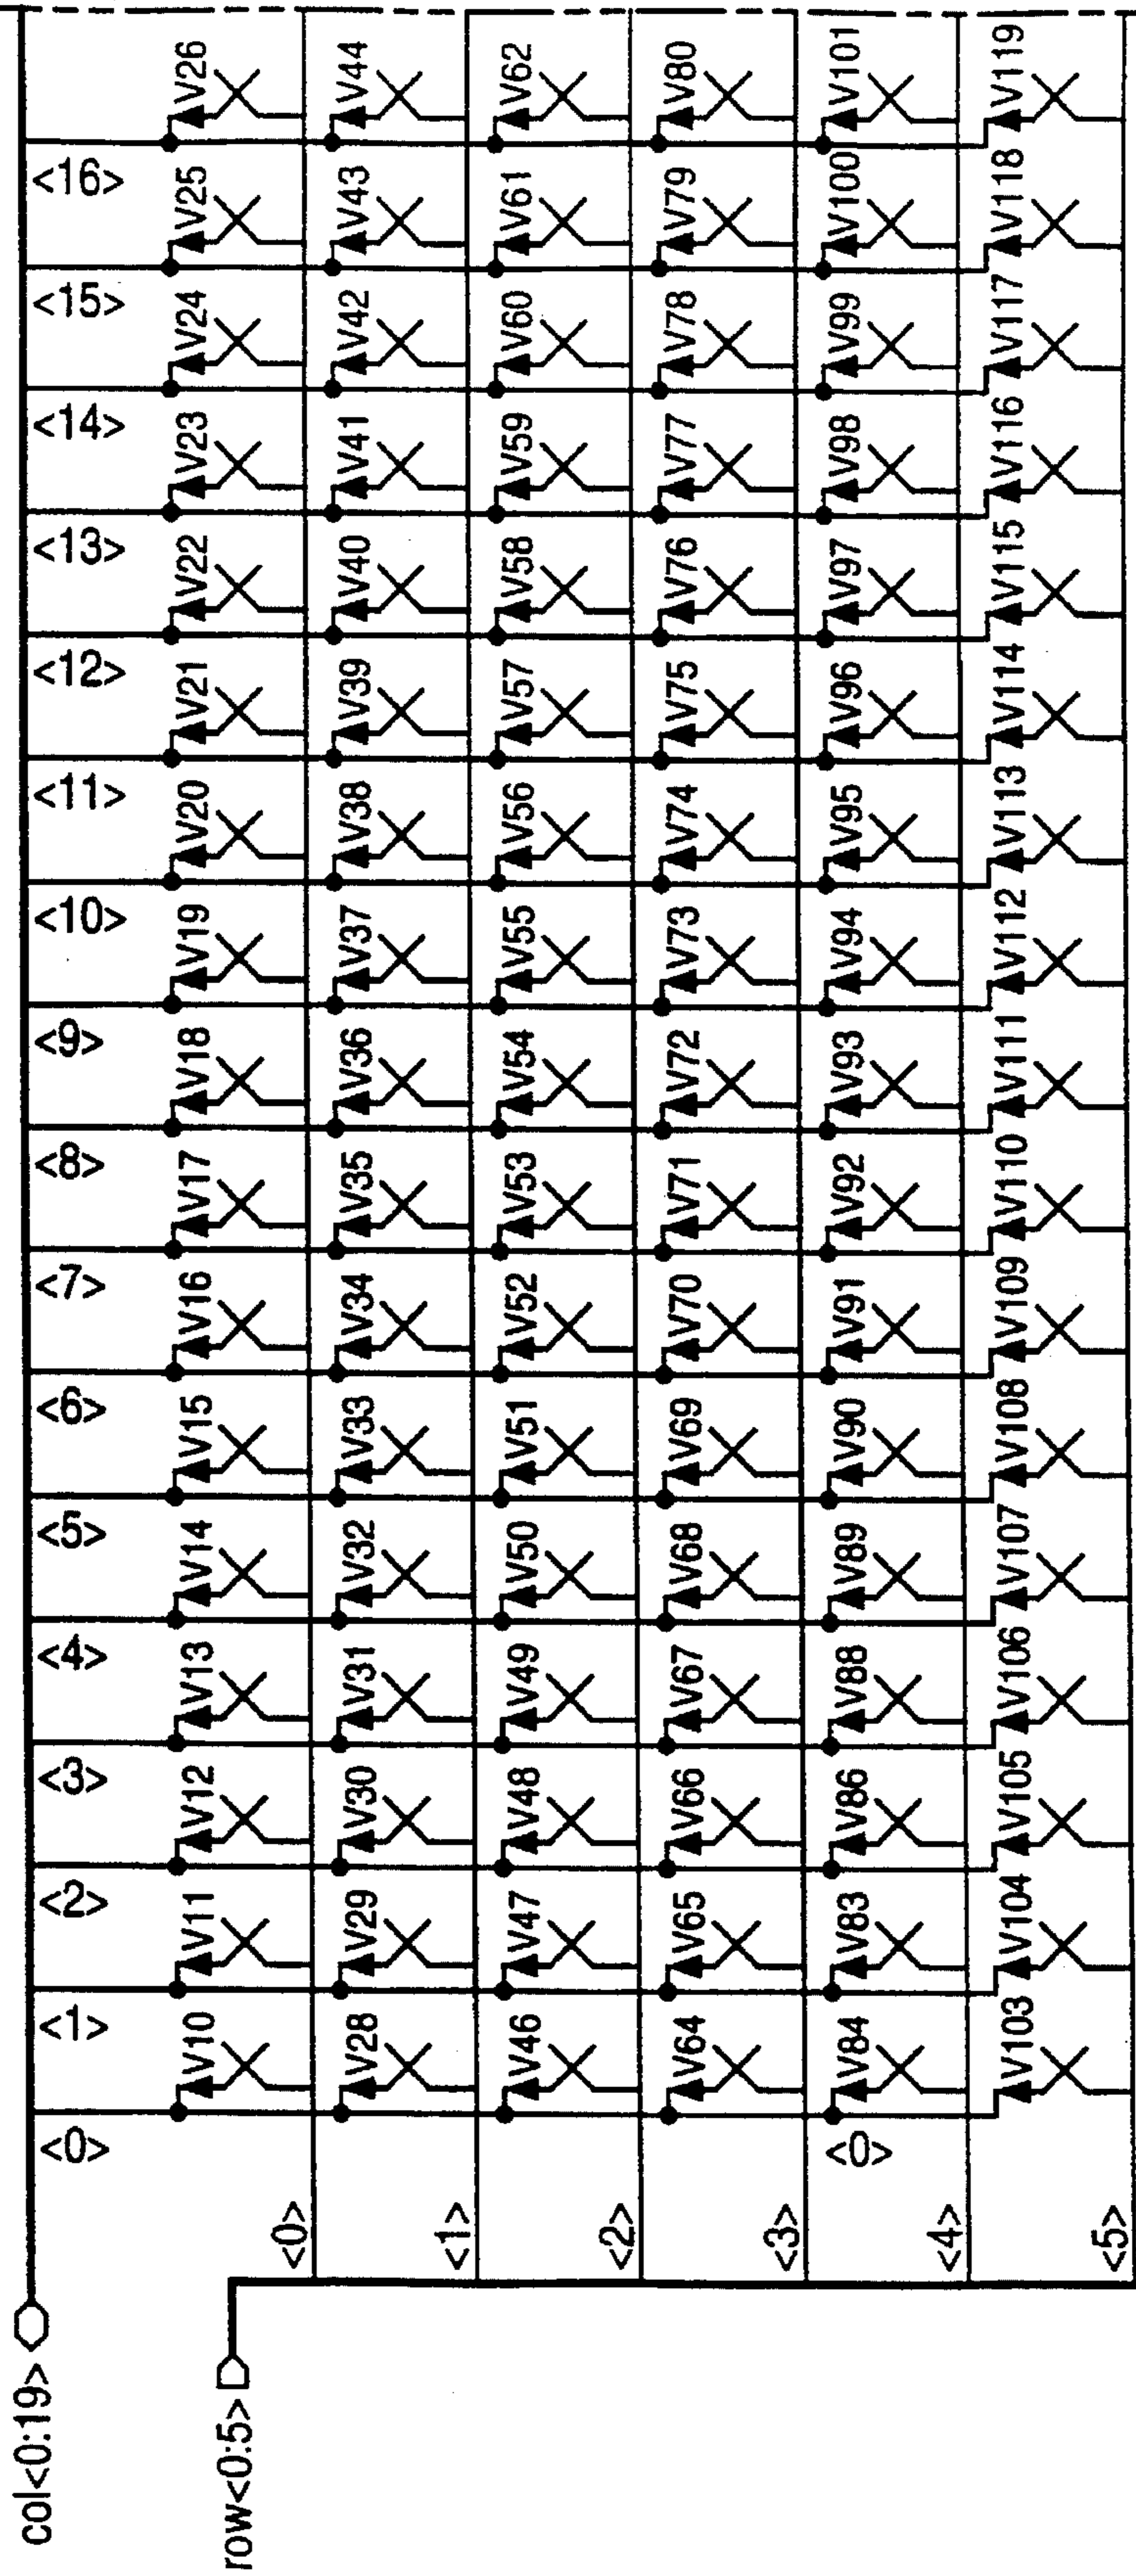 col<0:19>
<0> <1> <2> <3> <4> <5> <6> <7> <8> <9> <10> <11> <12> <13> <14> <15> <16>
V10 V11 V12 V13 V14 V15 V16 V17 V18 V19 V20 V21 V22 V23 V24 V25 V26
row<0:5>
<0>
V28 V29 V30 V31 V32 V33 V34 V35 V36 V37 V38 V39 V40 V41 V42 V43 V44
<1>
V46 V47 V48 V49 V50 V51 V52 V53 V54 V55 V56 V57 V58 V59 V60 V61 V62
<2>
V64 V65 V66 V67 V68 V69 V70 V71 V72 V73 V74 V75 V76 V77 V78 V79 V80
<3>
<0> V84 V83 V86 V88 V89 V90 V91 V92 V93 V94 V95 V96 V97 V98 V99 V100 V101
<4>
V103 V104 V105 V106 V107 V108 V109 V110 V111 V112 V113 V114 V115 V116 V117 V118 V119
<5>